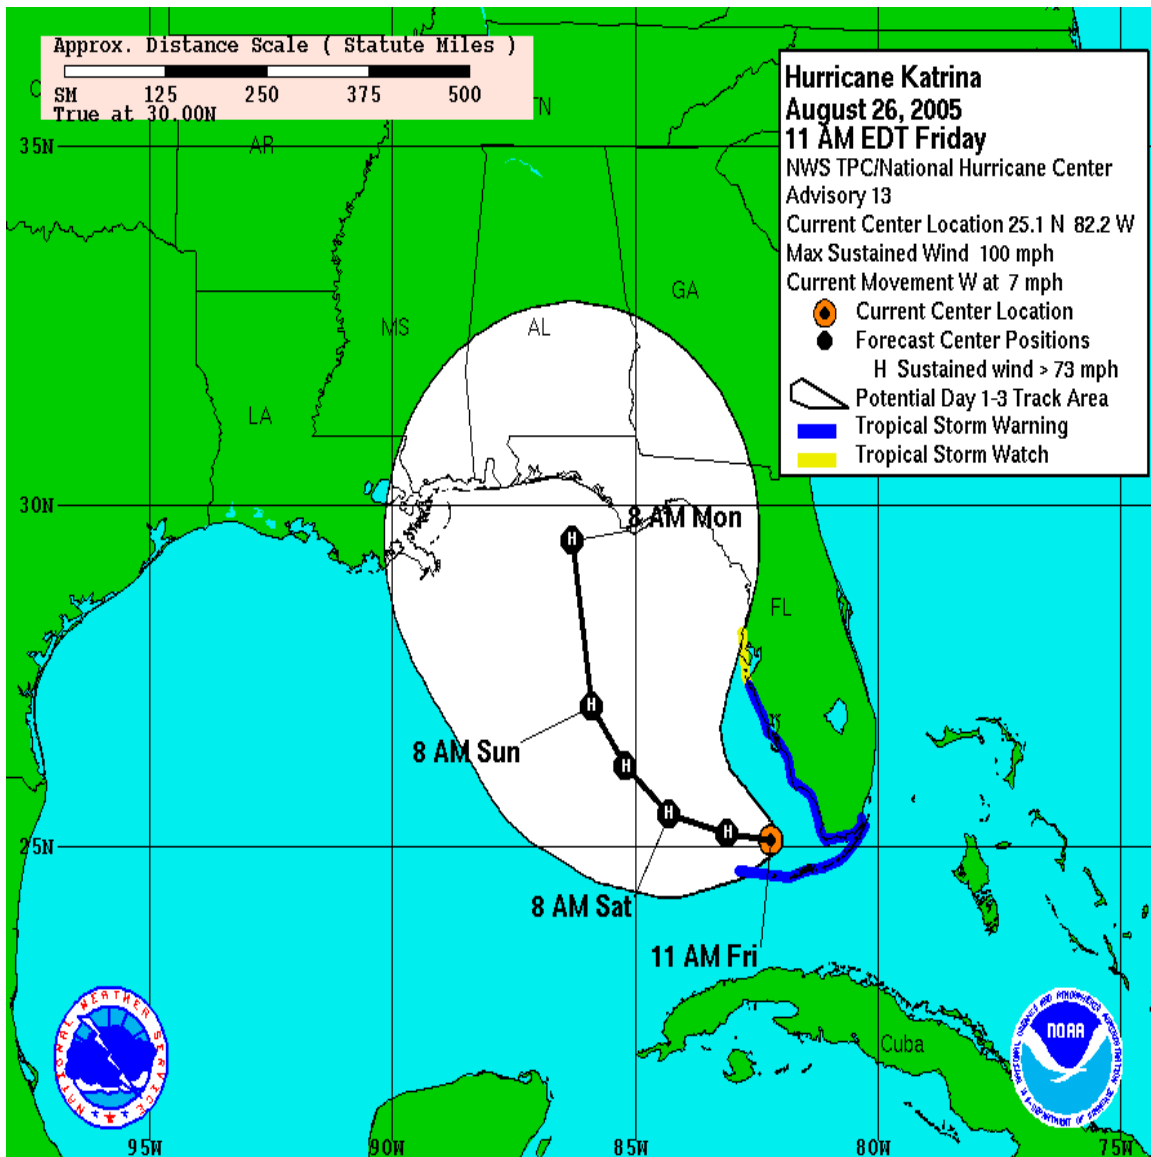 Approx. Distance Scale ( Statute Miles )
SM 125 250 375 500
True at 30.00N
Hurricane Katrina
August 26, 2005
11 AM EDT Friday
NWS TPC/National Hurricane Center
Advisory 13
Current Center Location 25.1 N 82.2 W
Max Sustained Wind 100 mph
Current Movement W at 7 mph
Current Center Location
Forecast Center Positions
H Sustained wind > 73 mph
Potential Day 1-3 Track Area
Tropical Storm Warning
Tropical Storm Watch
TN
35N
AR
GA
MS
AL
LA
30N
8 AM Mon
H
FL
H
8 AM Sun
H
H
H
25N
8 AM Sat
11 AM Fri
NATIONAL WEATHER SERVICE
NOAA
Cuba
95W
90W
85W
80W
75W